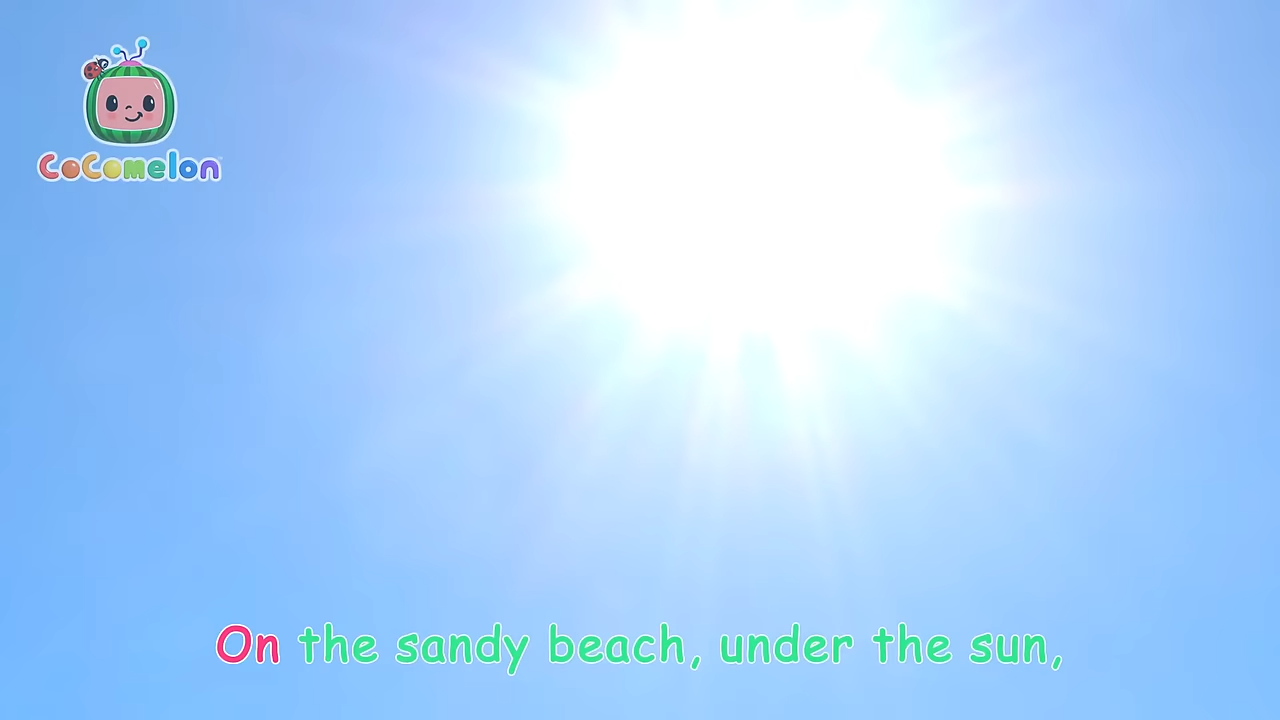 CoComelon
On the sandy beach, under the sun,